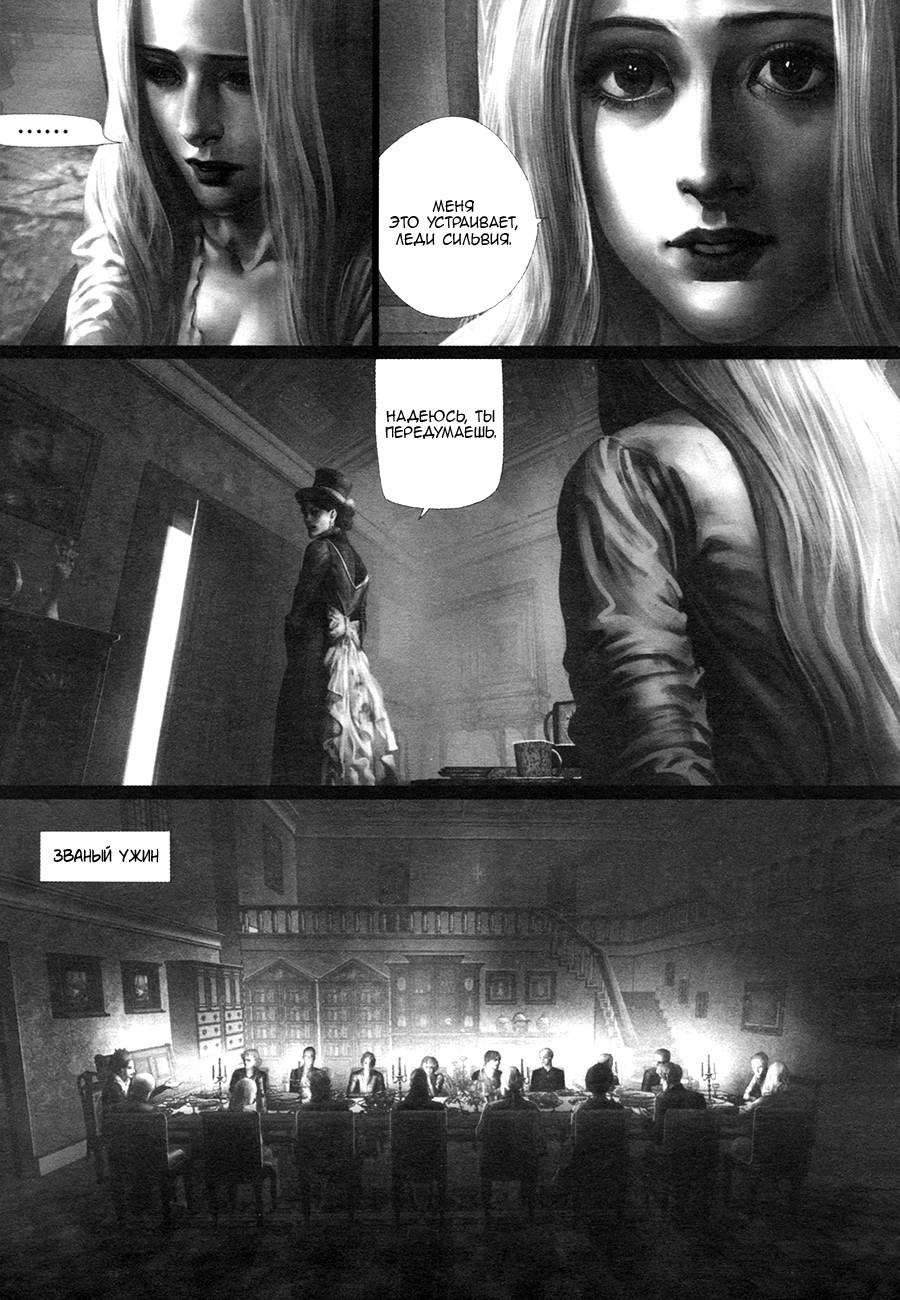 ......
МЕНЯ
ЭТО УСТРАИВАЕТ,
ЛЕДИ СИЛЬВИЯ.
НАДЕЮСЬ, ТЫ
ПЕРЕДУМАЕШЬ.
ЗВАНЫЙ УЖИН